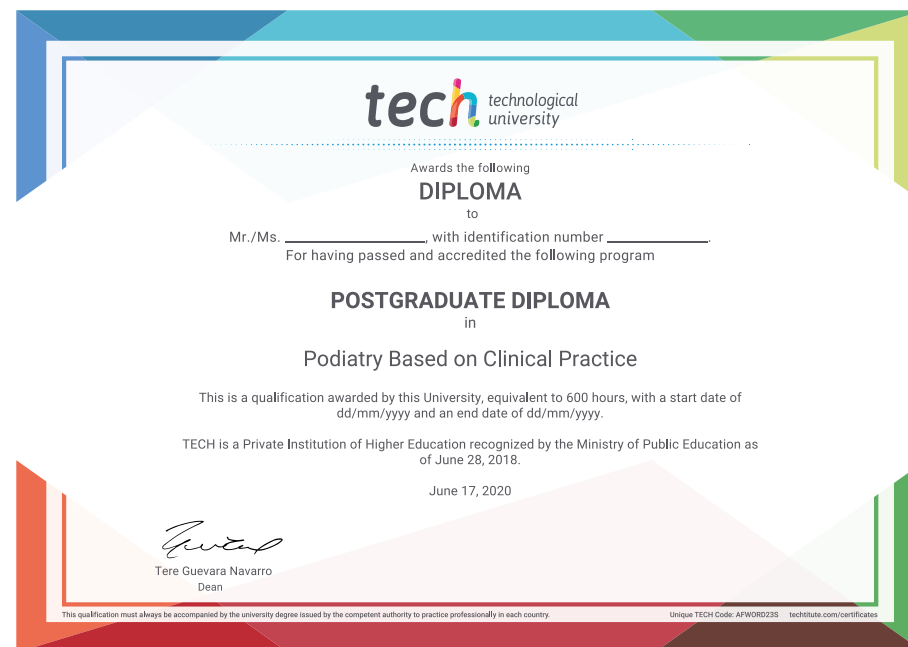 tech technological
university
Awards the following
DIPLOMA
to
Mr./Ms. ____________________, with identification number ______________.
For having passed and accredited the following program
POSTGRADUATE DIPLOMA
in
Podiatry Based on Clinical Practice
This is a qualification awarded by this University, equivalent to 600 hours, with a start date of
dd/mm/yyyy and an end date of dd/mm/yyyy.
TECH is a Private Institution of Higher Education recognized by the Ministry of Public Education as
of June 28, 2018.
June 17, 2020
Tere Guevara Navarro
Dean
This qualification must always be accompanied by the university degree issued by the competent authority to practice professionally in each country.
Unique TECH Code: AFWORD23S techtitute.com/certificates